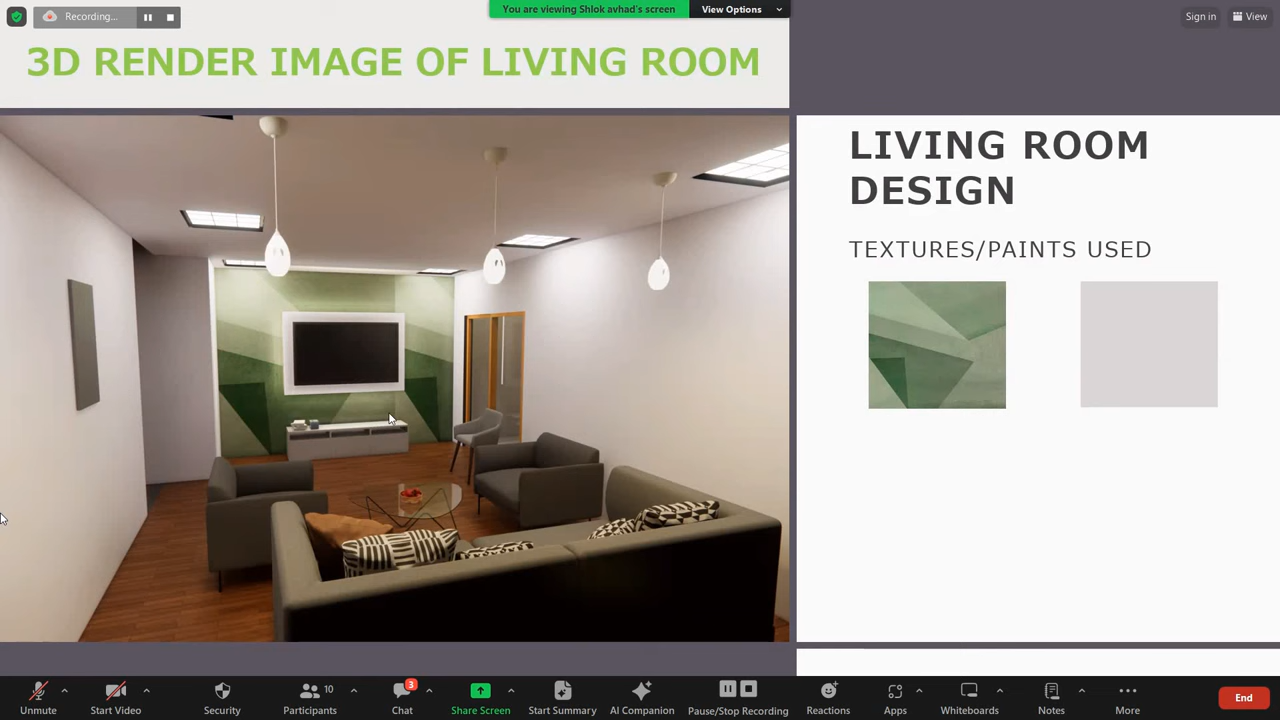 Recording...
You are viewing Shlok avhad's screen
View Options
Sign in
View
3D RENDER IMAGE OF LIVING ROOM
LIVING ROOM
DESIGN
TEXTURES/PAINTS USED
Unmute
Start Video
Security
Participants
10
Chat
3
Share Screen
Start Summary
AI Companion
Pause/Stop Recording
Reactions
Apps
Whiteboards
Notes
More
End